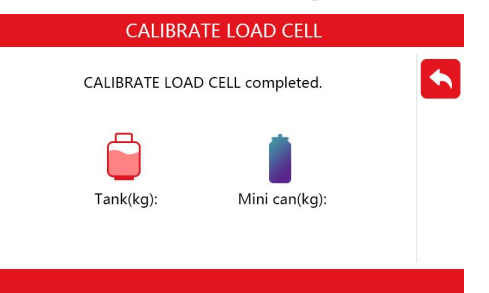 CALIBRATE LOAD CELL
CALIBRATE LOAD CELL completed.
Tank(kg): Mini can(kg):